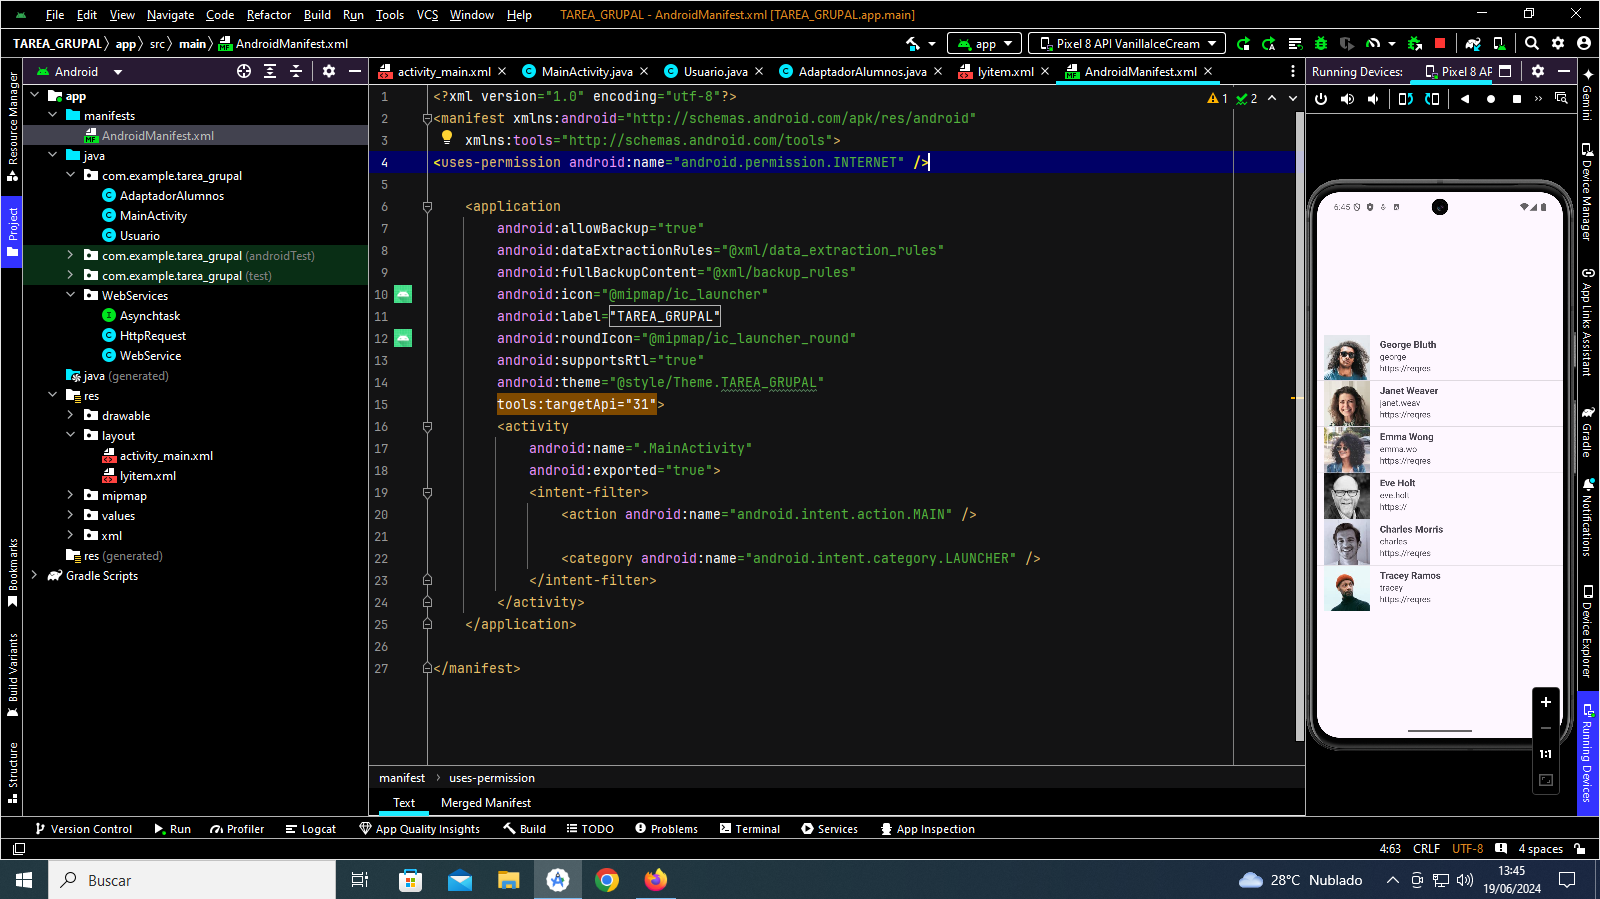 File Edit View Navigate Code Refactor Build Run Tools VCS Window Help TAREA_GRUPAL - AndroidManifest.xml [TAREA_GRUPAL.app.main]
TAREA_GRUPAL app src main AndroidManifest.xml app Pixel 8 API VanillaIceCream
Android activity_main.xml MainActivity.java Usuario.java AdaptadorAlumnos.java lyitem.xml AndroidManifest.xml Running Devices: Pixel 8 AP
Resource Manager
Project
Bookmarks
Build Variants
Structure
app
manifests
AndroidManifest.xml
java
com.example.tarea_grupal
AdaptadorAlumnos
MainActivity
Usuario
com.example.tarea_grupal (androidTest)
com.example.tarea_grupal (test)
WebServices
Asynchtask
HttpRequest
WebService
java (generated)
res
drawable
layout
activity_main.xml
lyitem.xml
mipmap
values
xml
res (generated)
Gradle Scripts
1 <?xml version="1.0" encoding="utf-8"?>
2 <manifest xmlns:android="http://schemas.android.com/apk/res/android"
3 xmlns:tools="http://schemas.android.com/tools">
4 <uses-permission android:name="android.permission.INTERNET" />
5
6 <application
7 android:allowBackup="true"
8 android:dataExtractionRules="@xml/data_extraction_rules"
9 android:fullBackupContent="@xml/backup_rules"
10 android:icon="@mipmap/ic_launcher"
11 android:label="TAREA_GRUPAL"
12 android:roundIcon="@mipmap/ic_launcher_round"
13 android:supportsRtl="true"
14 android:theme="@style/Theme.TAREA_GRUPAL"
15 tools:targetApi="31">
16 <activity
17 android:name=".MainActivity"
18 android:exported="true">
19 <intent-filter>
20 <action android:name="android.intent.action.MAIN" />
21
22 <category android:name="android.intent.category.LAUNCHER" />
23 </intent-filter>
24 </activity>
25 </application>
26
27 </manifest>
1 2
manifest uses-permission
Text Merged Manifest
6:45
George Bluth
george
https://reqres
Janet Weaver
janet.weav
https://reqres
Emma Wong
emma.wo
https://reqres
Eve Holt
eve.holt
https://
Charles Morris
charles
https://reqres
Tracey Ramos
tracey
https://reqres
1:1
Gemini
Device Manager
App Links Assistant
Gradle
Notifications
Device Explorer
Running Devices
Version Control Run Profiler Logcat App Quality Insights Build TODO Problems Terminal Services App Inspection
4:63 CRLF UTF-8 4 spaces
Buscar 28°C Nublado 13:45
19/06/2024